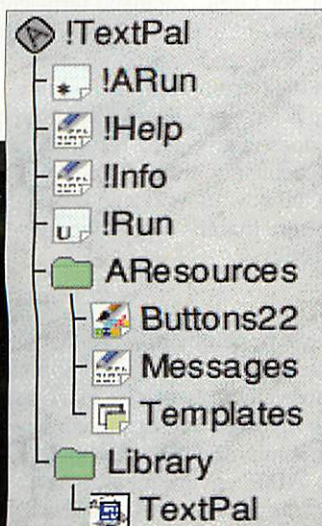 !TextPal
!ARun
!Help
!Info
!Run
AResources
Buttons22
Messages
Templates
Library
TextPal